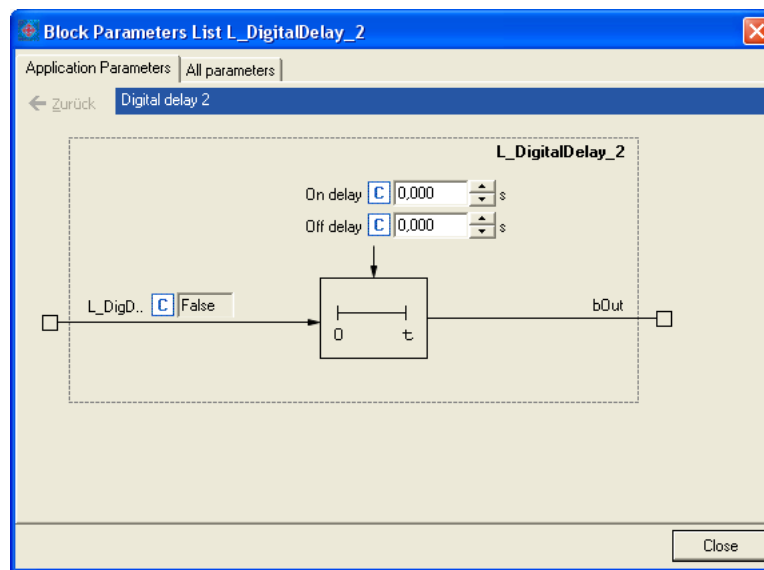 Block Parameters List L_DigitalDelay_2
Application Parameters All parameters
Zurück Digital delay 2
L_DigitalDelay_2
On delay C 0,000 s
Off delay C 0,000 s
L_DigD.. C False
bOut
0 t
Close